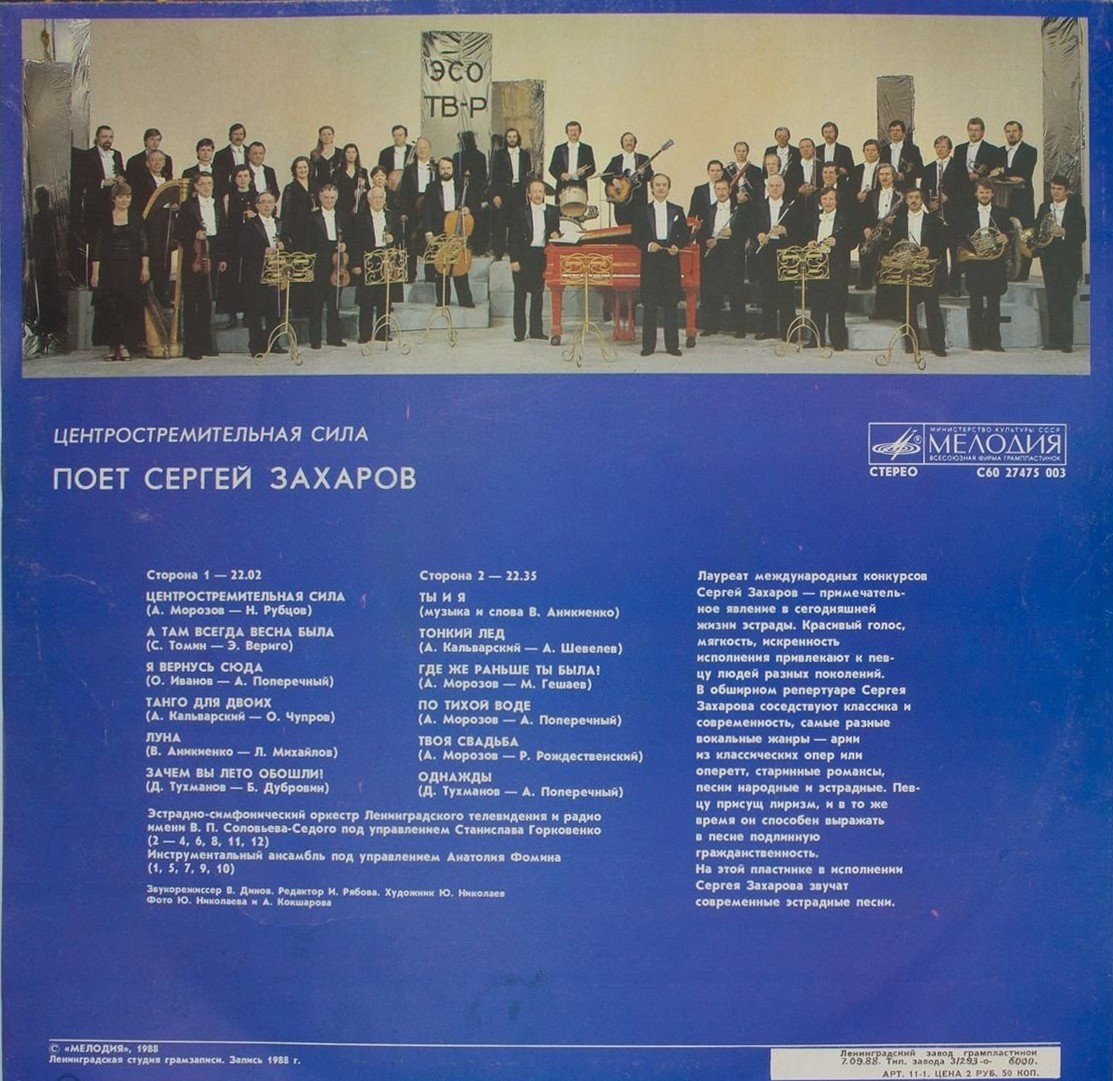 ЭСО
ТВ-Р
ЦЕНТРОСТРЕМИТЕЛЬНАЯ СИЛА
ПОЕТ СЕРГЕЙ ЗАХАРОВ
МИНИСТЕРСТВО КУЛЬТУРЫ СССР
МЕЛОДИЯ
ВСЕСОЮЗНАЯ ФИРМА ГРАМПЛАСТИНОК
СТЕРЕО С60 27475 003
Сторона 1 — 22.02
ЦЕНТРОСТРЕМИТЕЛЬНАЯ СИЛА
(А. Морозов — Н. Рубцов)
А ТАМ ВСЕГДА ВЕСНА БЫЛА
(С. Томин — Э. Вериго)
Я ВЕРНУСЬ СЮДА
(О. Иванов — А. Поперечный)
ТАНГО ДЛЯ ДВОИХ
(А. Кальварский — О. Чупров)
ЛУНА
(В. Аникиенко — Л. Михайлов)
ЗАЧЕМ ВЫ ЛЕТО ОБОШЛИ!
(Д. Тухманов — Б. Дубровин)
Сторона 2 — 22.35
ТЫ И Я
(музыка и слова В. Аникиенко)
ТОНКИЙ ЛЕД
(А. Кальварский — А. Шевелев)
ГДЕ ЖЕ РАНЬШЕ ТЫ БЫЛА!
(А. Морозов — М. Гешаев)
ПО ТИХОЙ ВОДЕ
(А. Морозов — А. Поперечный)
ТВОЯ СВАДЬБА
(А. Морозов — Р. Рождественский)
ОДНАЖДЫ
(Д. Тухманов — А. Поперечный)
Эстрадно-симфонический оркестр Ленинградского телевидения и радио
имени В. П. Соловьева-Седого под управлением Станислава Горковенко
(2 — 4, 6, 8, 11, 12)
Инструментальный ансамбль под управлением Анатолия Фомина
(1, 5, 7, 9, 10)
Звукорежиссер В. Динов. Редактор И. Рябова. Художник Ю. Николаев
Фото Ю. Николаева и А. Кокшарова
Лауреат международных конкурсов
Сергей Захаров — примечатель-
ное явление в сегодняшней
жизни эстрады. Красивый голос,
мягкость, искренность
исполнения привлекают к пев-
цу людей разных поколений.
В обширном репертуаре Сергея
Захарова соседствуют классика и
современность, самые разные
вокальные жанры — арии
из классических опер или
оперетт, старинные романсы,
песни народные и эстрадные. Пев-
цу присущ лиризм, и в то же
время он способен выражать
в песне подлинную
гражданственность.
На этой пластинке в исполнении
Сергея Захарова звучат
современные эстрадные песни.
© «МЕЛОДИЯ», 1988
Ленинградская студия грамзаписи. Запись 1988 г.
Ленинградский завод грампластинок
7.09.88. Тип. завода 3/293-о- 6000.
АРТ. 11-1. ЦЕНА 2 РУБ. 50 КОП.